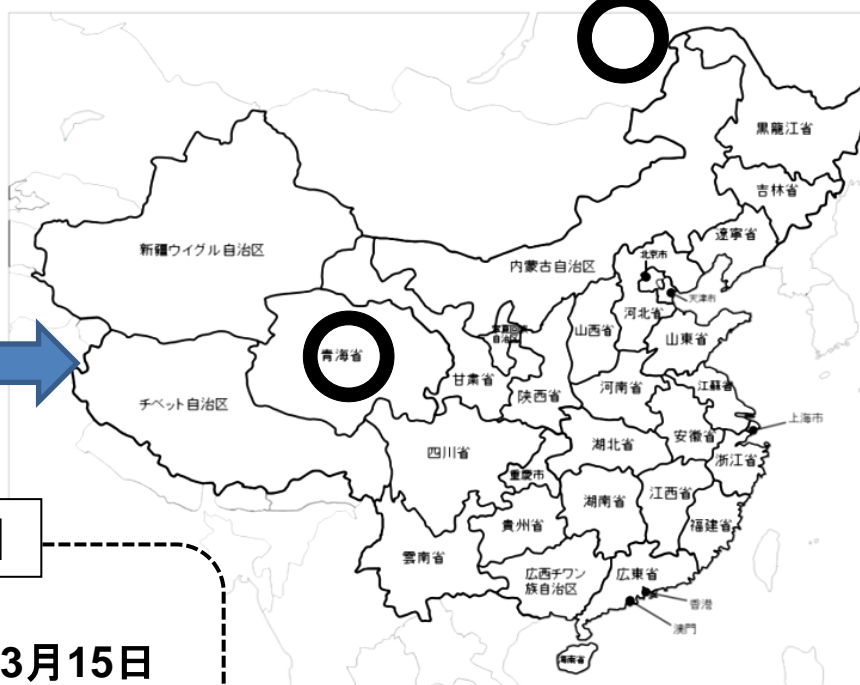 黒龍江省
吉林省
遼寧省
北京市
新疆ウイグル自治区
内蒙古自治区
天津市
河北省
山西省
山東省
青海省
自治区
甘粛省
陝西省
河南省
江蘇省
チベット自治区
上海市
安徽省
湖北省
四川省
浙江省
重慶市
江西省
湖南省
貴州省
福建省
雲南省
広西チワン
族自治区
広東省
香港
澳門
海南省
3月15日